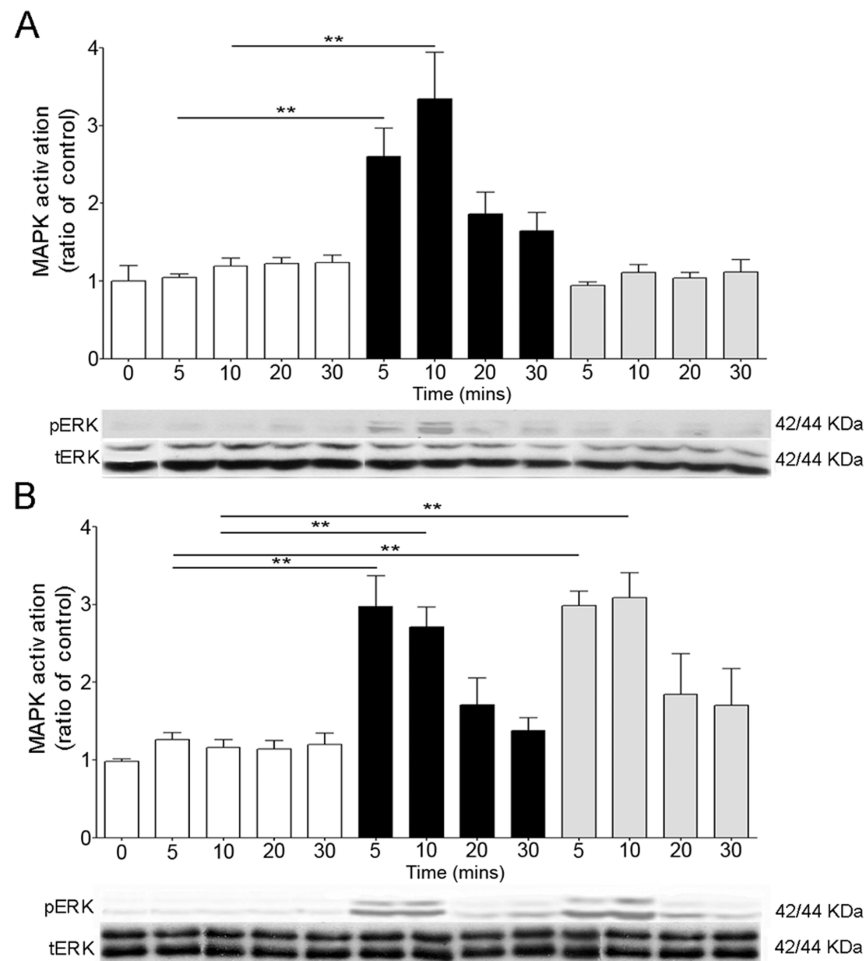 A
MAPK activation
(ratio of control)
4
3
2
1
0
**
**
0 5 10 20 30 5 10 20 30 5 10 20 30
Time (mins)
pERK 42/44 KDa
tERK 42/44 KDa
B
MAPK activation
(ratio of control)
4
3
2
1
0
**
**
**
**
0 5 10 20 30 5 10 20 30 5 10 20 30
Time (mins)
pERK 42/44 KDa
tERK 42/44 KDa